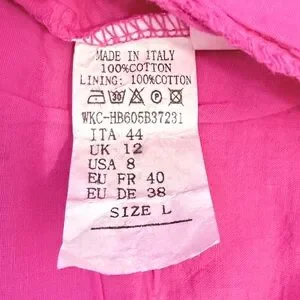 MADE IN ITALY
100%COTTON
LINING: 100%COTTON
30
P
WKC-HB605B37231
ITA 44
UK 12
USA 8
EU FR 40
EU DE 38
SIZE L